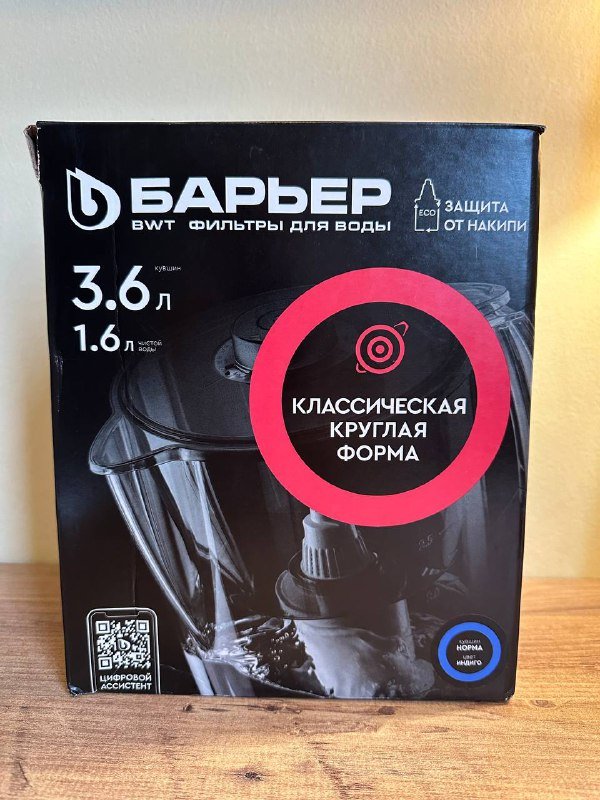 БАРЬЕР
BWT ФИЛЬТРЫ ДЛЯ ВОДЫ
ECO
ЗАЩИТА
ОТ НАКИПИ
кувшин
3.6 л
1.6 л чистой
воды
КЛАССИЧЕСКАЯ
КРУГЛАЯ
ФОРМА
КУВШИН
НОРМА
ЦВЕТ
ИНДИГО
ЦИФРОВОЙ
АССИСТЕНТ